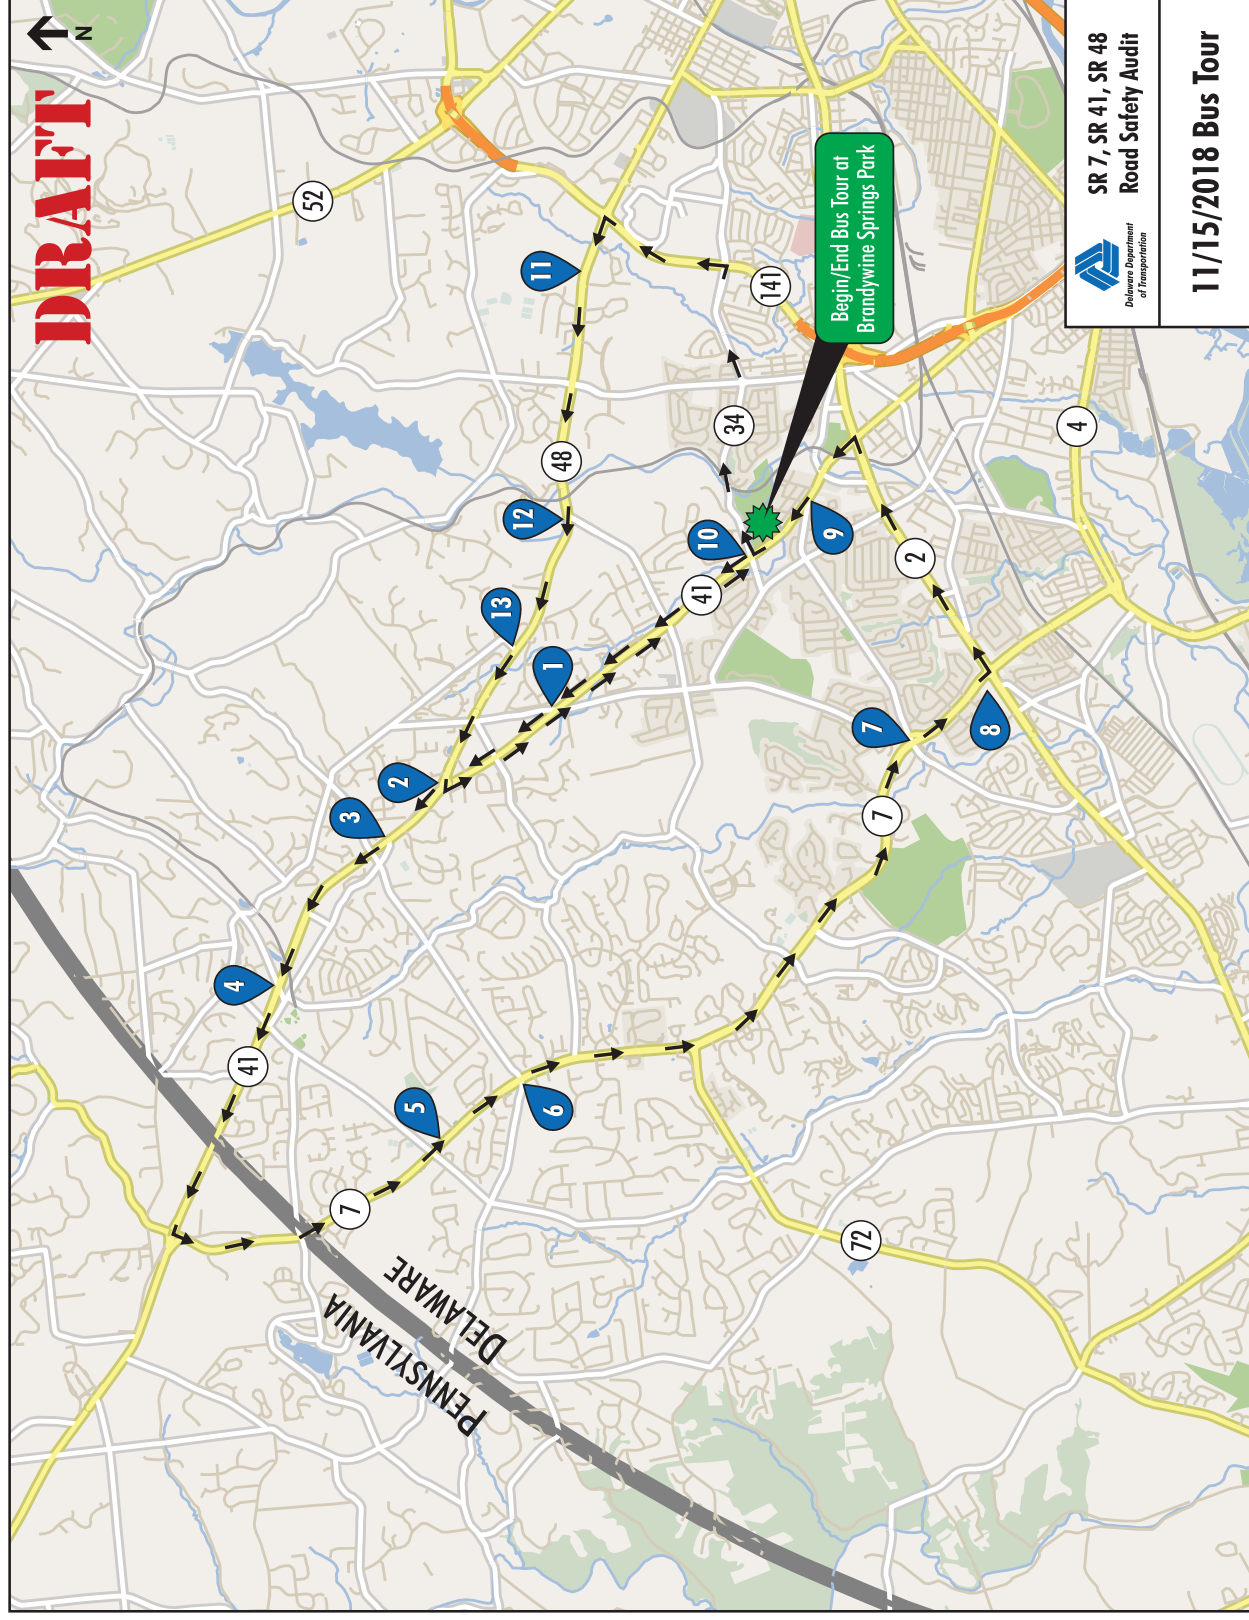 DRAFT
N
52
11
48
12
13
1
2
3
4
41
5
6
7
PENNSYLVANIA
DELAWARE
72
7
7
8
2
9
10
41
34
141
4
Begin/End Bus Tour at
Brandywine Springs Park
Delaware Department
of Transportation
SR 7, SR 41, SR 48
Road Safety Audit
11/15/2018 Bus Tour